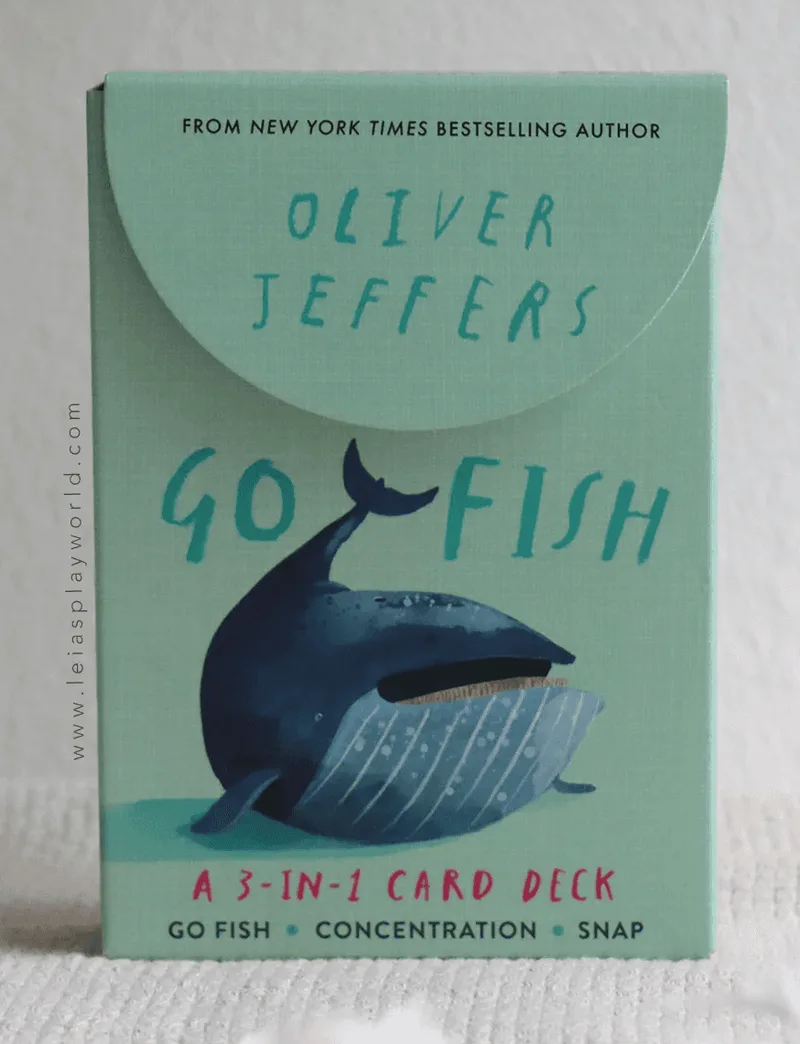 FROM NEW YORK TIMES BESTSELLING AUTHOR
OLIVER
JEFFERS
GO FISH
A 3-IN-1 CARD DECK
GO FISH • CONCENTRATION • SNAP
www.leiasplayworld.com